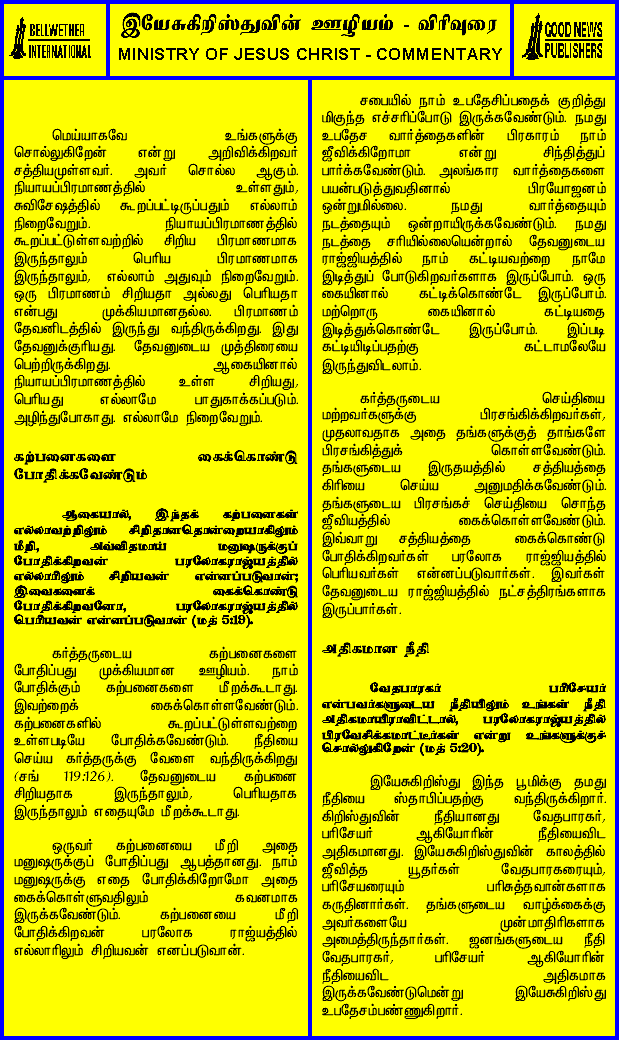 BELLWETHER
INTERNATIONAL
இயேசுகிறிஸ்துவின் ஊழியம் - விரிவுரை
MINISTRY OF JESUS CHRIST - COMMENTARY
GOOD NEWS
PUBLISHERS
மெய்யாகவே உங்களுக்கு
சொல்லுகிறேன் என்று அறிவிக்கிறவர்
சத்தியமுள்ளவர். அவர் சொல்ல ஆகும்.
நியாயப்பிரமாணத்தில் உள்ளதும்,
சுவிசேஷத்தில் கூறப்பட்டிருப்பதும் எல்லாம்
நிறைவேறும். நியாயப்பிரமாணத்தில்
கூறப்பட்டுள்ளவற்றில் சிறிய பிரமாணமாக
இருந்தாலும் பெரிய பிரமாணமாக
இருந்தாலும், எல்லாம் அதுவும் நிறைவேறும்.
ஒரு பிரமாணம் சிறியதா அல்லது பெரியதா
என்பது முக்கியமானதல்ல. பிரமாணம்
தேவனிடத்தில் இருந்து வந்திருக்கிறது. இது
தேவனுக்குரியது. தேவனுடைய முத்திரையை
பெற்றிருக்கிறது. ஆகையினால்
நியாயப்பிரமாணத்தில் உள்ள சிறியது,
பெரியது எல்லாமே பாதுகாக்கப்படும்.
அழிந்துபோகாது. எல்லாமே நிறைவேறும்.
கற்பனைகளை கைக்கொண்டு
போதிக்கவேண்டும்
ஆகையால், இந்தக் கற்பனைகள்
எல்லாவற்றிலும் சிறிதானதொன்றையாகிலும்
மீறி, அவ்விதமாய் மனுஷருக்குப்
போதிக்கிறவன் பரலோகராஜ்யத்தில்
எல்லாரிலும் சிறியவன் என்னப்படுவான்;
இவைகளைக் கைக்கொண்டு
போதிக்கிறவனோ, பரலோகராஜ்யத்தில்
பெரியவன் என்னப்படுவான் (மத் 5:19).
கர்த்தருடைய கற்பனைகளை
போதிப்பது முக்கியமான ஊழியம். நாம்
போதிக்கும் கற்பனைகளை மீறக்கூடாது.
இவற்றைக் கைக்கொள்ளவேண்டும்.
கற்பனைகளில் கூறப்பட்டுள்ளவற்றை
உள்ளபடியே போதிக்கவேண்டும். நீதியை
செய்ய கர்த்தருக்கு வேளை வந்திருக்கிறது
(சங் 119:126). தேவனுடைய கற்பனை
சிறியதாக இருந்தாலும், பெரியதாக
இருந்தாலும் எதையுமே மீறக்கூடாது.
ஒருவர் கற்பனையை மீறி அதை
மனுஷருக்குப் போதிப்பது ஆபத்தானது. நாம்
மனுஷருக்கு எதை போதிக்கிறோமோ அதை
கைக்கொள்ளுவதிலும் கவனமாக
இருக்கவேண்டும். கற்பனையை மீறி
போதிக்கிறவன் பரலோக ராஜ்யத்தில்
எல்லாரிலும் சிறியவன் எனப்படுவான்.
சபையில் நாம் உபதேசிப்பதைக் குறித்து
மிகுந்த எச்சரிப்போடு இருக்கவேண்டும். நமது
உபதேச வார்த்தைகளின் பிரகாரம் நாம்
ஜீவிக்கிறோமா என்று சிந்தித்துப்
பார்க்கவேண்டும். அலங்கார வார்த்தைகளை
பயன்படுத்துவதினால் பிரயோஜனம்
ஒன்றுமில்லை. நமது வார்த்தையும்
நடத்தையும் ஒன்றாயிருக்கவேண்டும். நமது
நடத்தை சரியில்லையென்றால் தேவனுடைய
ராஜ்ஜியத்தில் நாம் கட்டியவற்றை நாமே
இடித்துப் போடுகிறவர்களாக இருப்போம். ஒரு
கையினால் கட்டிக்கொண்டே இருப்போம்.
மற்றொரு கையினால் கட்டியதை
இடித்துக்கொண்டே இருப்போம். இப்படி
கட்டியிடிப்பதற்கு கட்டாமலேயே
இருந்துவிடலாம்.
கர்த்தருடைய செய்தியை
மற்றவர்களுக்கு பிரசங்கிக்கிறவர்கள்,
முதலாவதாக அதை தங்களுக்குத் தாங்களே
பிரசங்கித்துக் கொள்ளவேண்டும்.
தங்களுடைய இருதயத்தில் சத்தியத்தை
கிரியை செய்ய அனுமதிக்கவேண்டும்.
தங்களுடைய பிரசங்கச் செய்தியை சொந்த
ஜீவியத்தில் கைக்கொள்ளவேண்டும்.
இவ்வாறு சத்தியத்தை கைகொண்டு
போதிக்கிறவர்கள் பரலோக ராஜ்ஜியத்தில்
பெரியவர்கள் என்னப்படுவார்கள். இவர்கள்
தேவனுடைய ராஜ்ஜியத்தில் நட்சத்திரங்களாக
இருப்பார்கள்.
அதிகமான நீதி
வேதபாரகர் பரிசேயர்
என்பவர்களுடைய நீதியிலும் உங்கள் நீதி
அதிகமாயிராவிட்டால், பரலோகராஜ்யத்தில்
பிரவேசிக்கமாட்டீர்கள் என்று உங்களுக்குச்
சொல்லுகிறேன் (மத் 5:20).
இயேசுகிறிஸ்து இந்த பூமிக்கு தமது
நீதியை ஸ்தாபிப்பதற்கு வந்திருக்கிறார்.
கிறிஸ்துவின் நீதியானது வேதபாரகர்,
பரிசேயர் ஆகியோரின் நீதியைவிட
அதிகமானது. இயேசுகிறிஸ்துவின் காலத்தில்
ஜீவித்த யூதர்கள் வேதபாரகரையும்,
பரிசேயரையும் பரிசுத்தவான்களாக
கருதினார்கள். தங்களுடைய வாழ்க்கைக்கு
அவர்களையே முன்மாதிரிகளாக
அமைத்திருந்தார்கள். ஜனங்களுடைய நீதி
வேதபாரகர், பரிசேயர் ஆகியோரின்
நீதியைவிட அதிகமாக
இருக்கவேண்டுமென்று இயேசுகிறிஸ்து
உபதேசம்பண்ணுகிறார்.